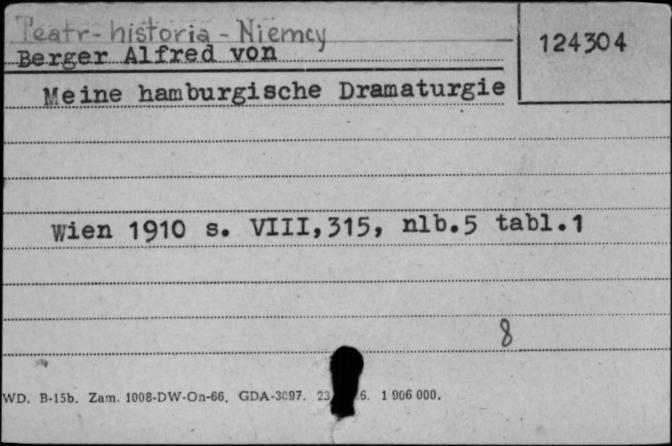 Teatr- historia - Niemcy
124304
Berger Alfred von
Meine hamburgische Dramaturgie
Wien 1910 s. VIII,315, nlb.5 tabl.1
8
WD. B-15b. Zam. 1008-DW-On-66. GDA-3097. 23 6. 1 906 000.